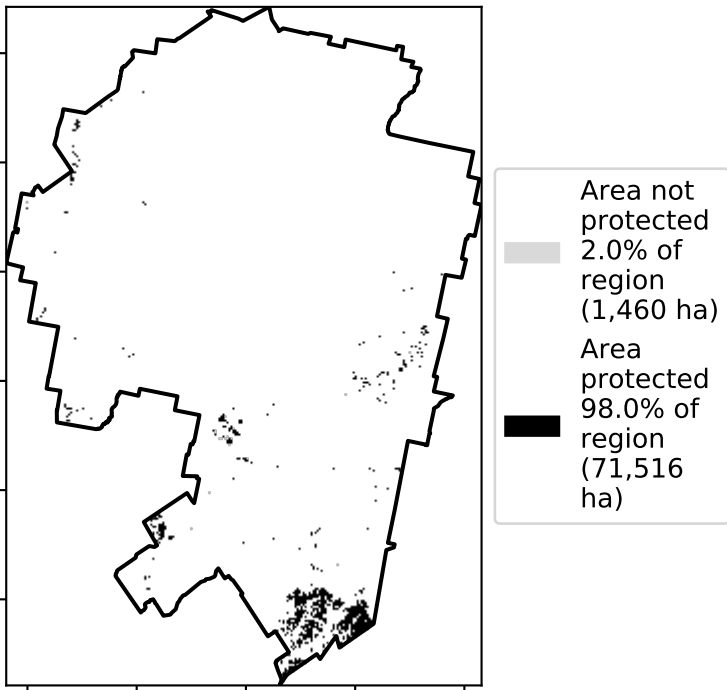 Area not
protected
2.0% of
region
(1,460 ha)
Area
protected
98.0% of
region
(71,516
ha)